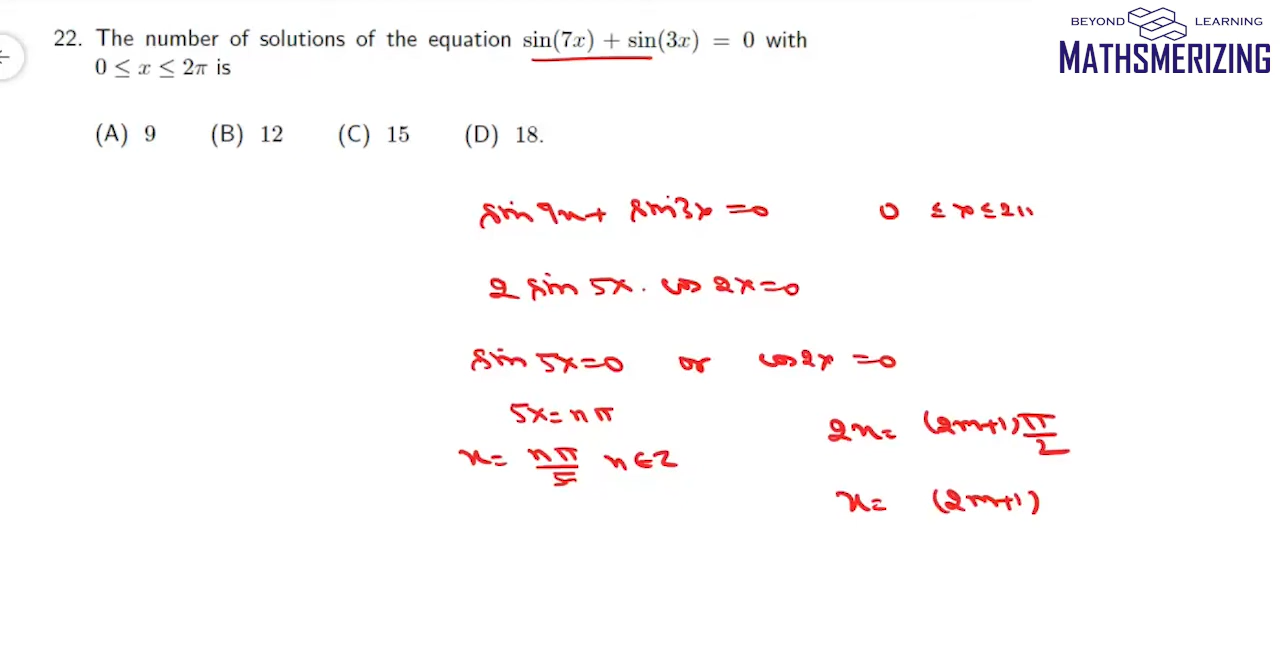 BEYOND LEARNING
MATHSMERIZING
22. The number of solutions of the equation sin(7x) + sin(3x) = 0 with
0 ≤ x ≤ 2π is
(A) 9 (B) 12 (C) 15 (D) 18.
sin 7x + sin 3x = 0 0 ≤ x ≤ 2π
2 sin 5x . cos 2x = 0
sin 5x = 0 or cos 2x = 0
5x = nπ
2x = (2m+1) π/2
x = nπ/5 n ∈ Z
x = (2m+1)